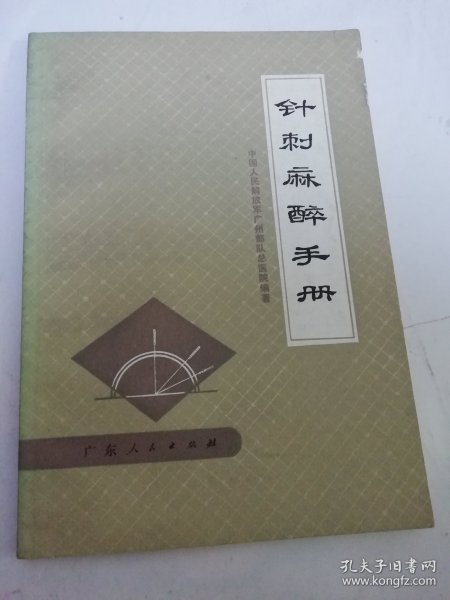 针刺麻醉手册
中国人民解放军广州部队总医院编著
广东人民出版社
孔夫子旧书网
www.kongfz.com